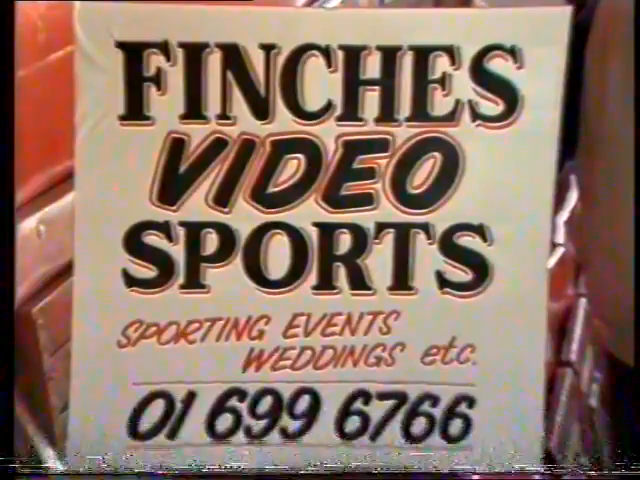 FINCHES
VIDEO
SPORTS
SPORTING EVENTS
WEDDINGS etc.
01 699 6766